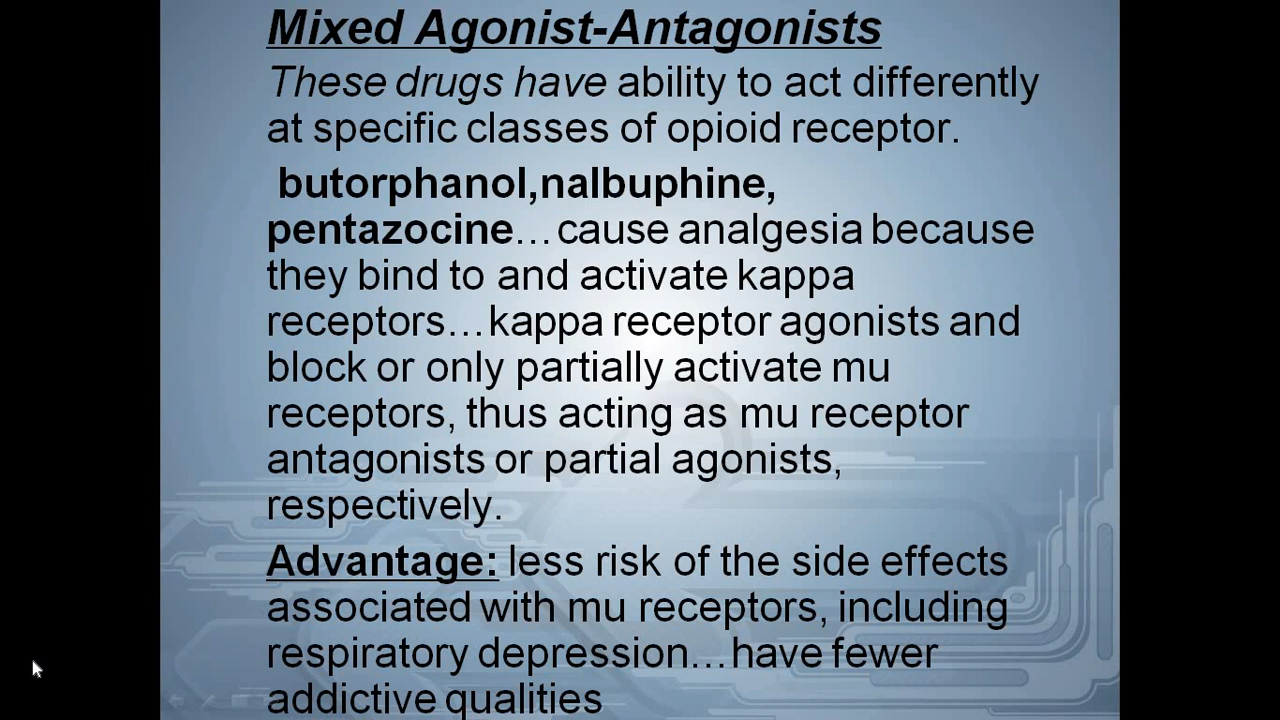 Mixed Agonist-Antagonists
These drugs have ability to act differently
at specific classes of opioid receptor.
butorphanol,nalbuphine,
pentazocine…cause analgesia because
they bind to and activate kappa
receptors…kappa receptor agonists and
block or only partially activate mu
receptors, thus acting as mu receptor
antagonists or partial agonists,
respectively.
Advantage: less risk of the side effects
associated with mu receptors, including
respiratory depression…have fewer
addictive qualities